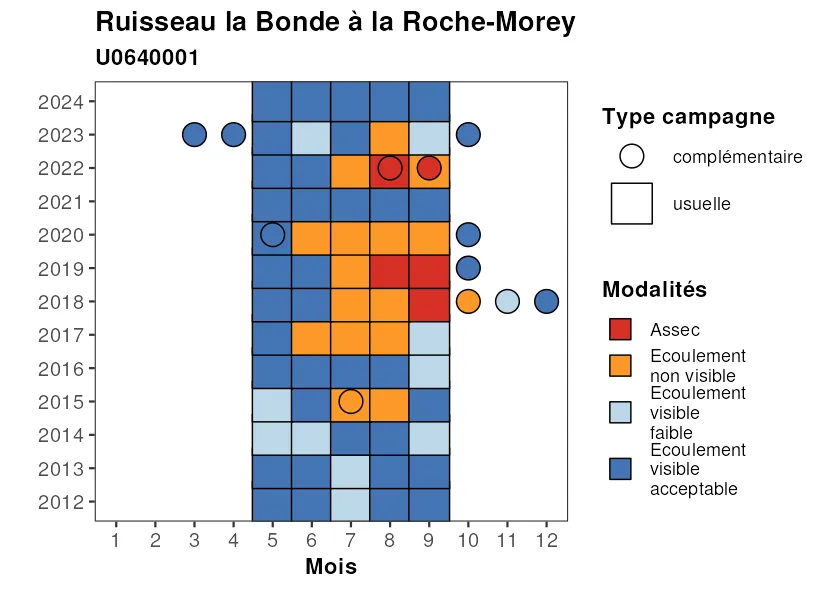 Ruisseau la Bonde à la Roche-Morey
U0640001
2024
2023
2022
2021
2020
2019
2018
2017
2016
2015
2014
2013
2012
1 2 3 4 5 6 7 8 9 10 11 12
Mois
Type campagne
complémentaire
usuelle
Modalités
Assec
Ecoulement
non visible
Ecoulement
visible
faible
Ecoulement
visible
acceptable